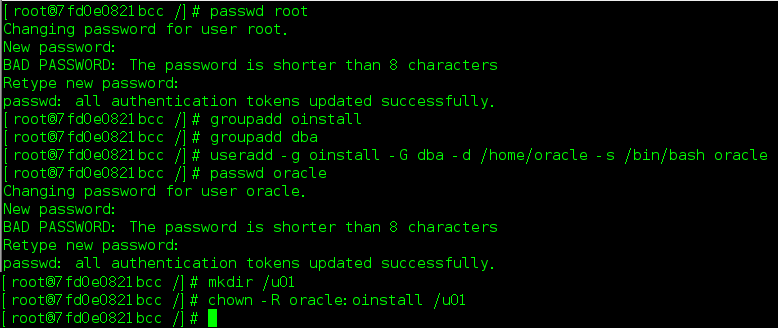 [root@7fd0e0821bcc /]# passwd root
Changing password for user root.
New password:
BAD PASSWORD: The password is shorter than 8 characters
Retype new password:
passwd: all authentication tokens updated successfully.
[root@7fd0e0821bcc /]# groupadd oinstall
[root@7fd0e0821bcc /]# groupadd dba
[root@7fd0e0821bcc /]# useradd -g oinstall -G dba -d /home/oracle -s /bin/bash oracle
[root@7fd0e0821bcc /]# passwd oracle
Changing password for user oracle.
New password:
BAD PASSWORD: The password is shorter than 8 characters
Retype new password:
passwd: all authentication tokens updated successfully.
[root@7fd0e0821bcc /]# mkdir /u01
[root@7fd0e0821bcc /]# chown -R oracle:oinstall /u01
[root@7fd0e0821bcc /]#